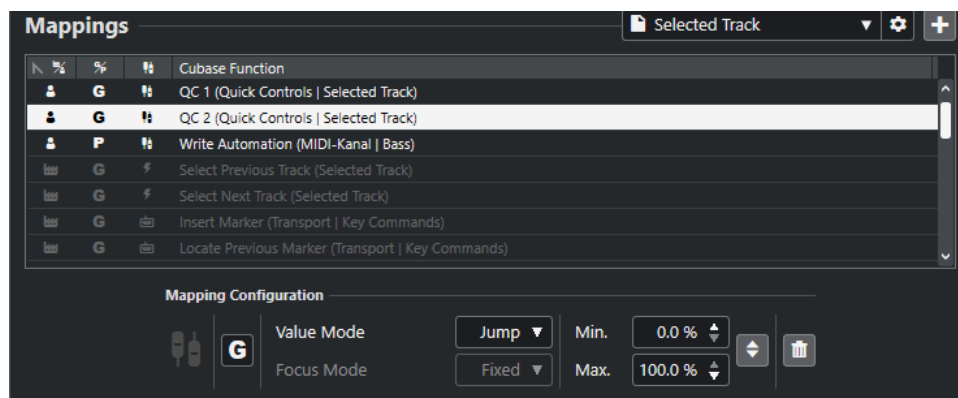 Mappings
Selected Track
Cubase Function
G QC 1 (Quick Controls | Selected Track)
G QC 2 (Quick Controls | Selected Track)
P Write Automation (MIDI-Kanal | Bass)
G Select Previous Track (Selected Track)
G Select Next Track (Selected Track)
G Insert Marker (Transport | Key Commands)
G Locate Previous Marker (Transport | Key Commands)
Mapping Configuration
G Value Mode Jump Min. 0.0 %
Focus Mode Fixed Max. 100.0 %